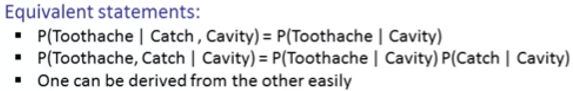 Equivalent statements:
▪ P(Toothache | Catch , Cavity) = P(Toothache | Cavity)
▪ P(Toothache, Catch | Cavity) = P(Toothache | Cavity) P(Catch | Cavity)
▪ One can be derived from the other easily